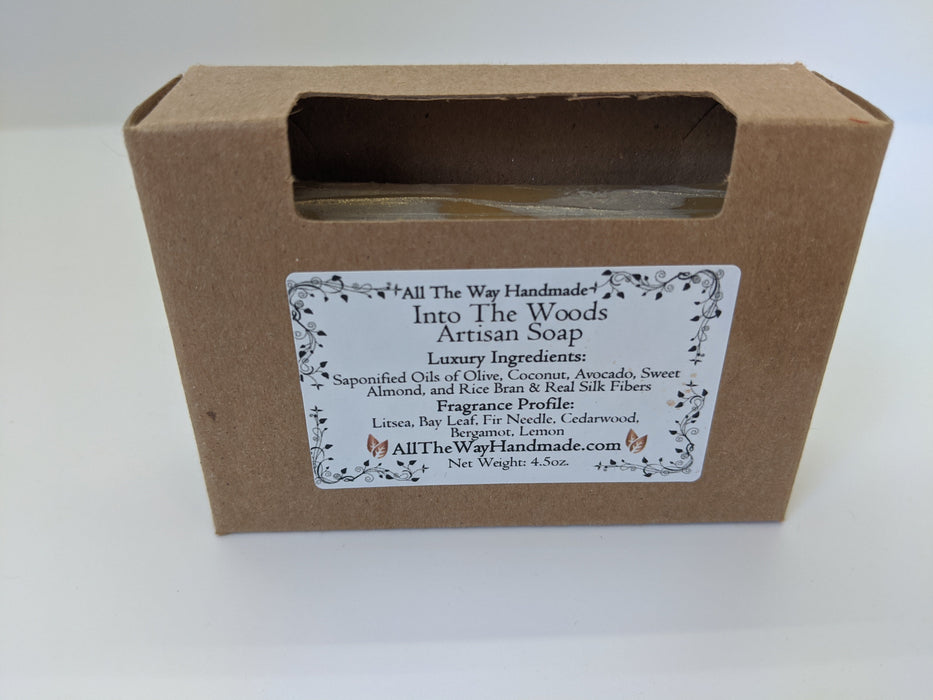 All The Way Handmade
Into The Woods
Artisan Soap
Luxury Ingredients:
Saponified Oils of Olive, Coconut, Avocado, Sweet
Almond, and Rice Bran & Real Silk Fibers
Fragrance Profile:
Litsea, Bay Leaf, Fir Needle, Cedarwood,
Bergamot, Lemon
AllTheWayHandmade.com
Net Weight: 4.5oz.